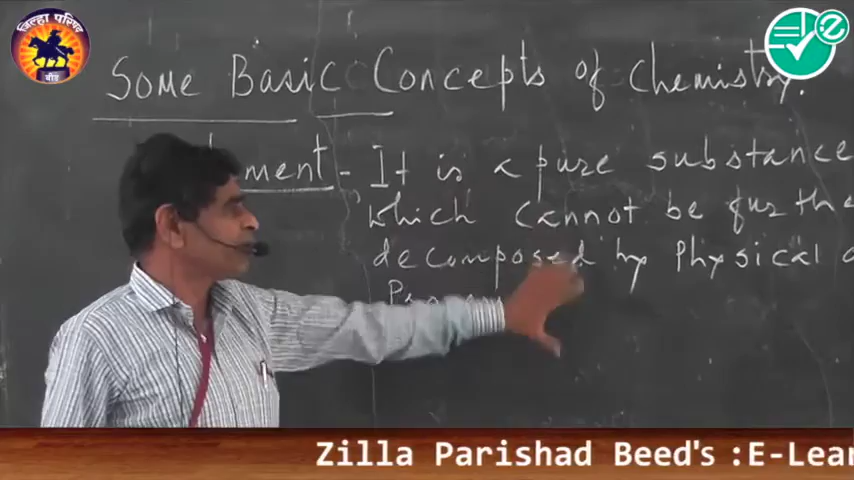 जिल्हा परिषद
बीड
Some Basic Concepts of Chemistry.
ment - It is a pure substance
which cannot be furthe
decomposed by Physical
Zilla Parishad Beed's :E-Lear